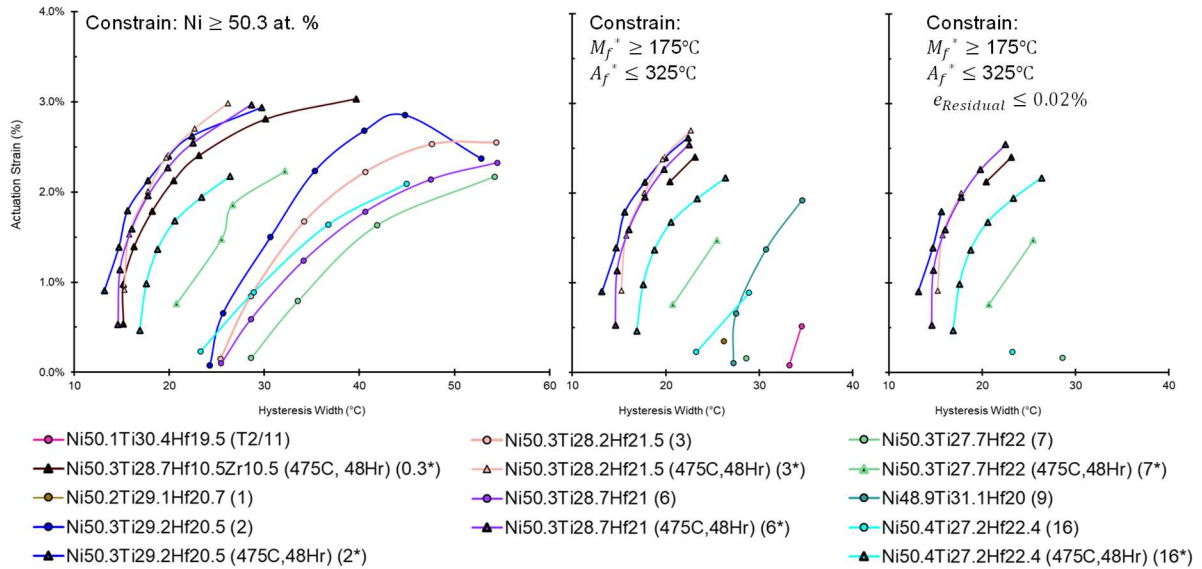 Constrain: Ni ≥ 50.3 at. %
4.0%
3.0%
2.0%
1.0%
0.0%
Actuation Strain (%)
10 20 30 40 50 60
Hysteresis Width (°C)
Constrain:
M_f* ≥ 175°C
A_f* ≤ 325°C
10 20 30 40
Hysteresis Width (°C)
Constrain:
M_f* ≥ 175°C
A_f* ≤ 325°C
e_Residual ≤ 0.02%
10 20 30 40
Hysteresis Width (°C)
Ni50.1Ti30.4Hf19.5 (T2/11)
Ni50.3Ti28.7Hf10.5Zr10.5 (475C, 48Hr) (0.3*)
Ni50.2Ti29.1Hf20.7 (1)
Ni50.3Ti29.2Hf20.5 (2)
Ni50.3Ti29.2Hf20.5 (475C,48Hr) (2*)
Ni50.3Ti28.2Hf21.5 (3)
Ni50.3Ti28.2Hf21.5 (475C,48Hr) (3*)
Ni50.3Ti28.7Hf21 (6)
Ni50.3Ti28.7Hf21 (475C,48Hr) (6*)
Ni50.3Ti27.7Hf22 (7)
Ni50.3Ti27.7Hf22 (475C,48Hr) (7*)
Ni48.9Ti31.1Hf20 (9)
Ni50.4Ti27.2Hf22.4 (16)
Ni50.4Ti27.2Hf22.4 (475C,48Hr) (16*)